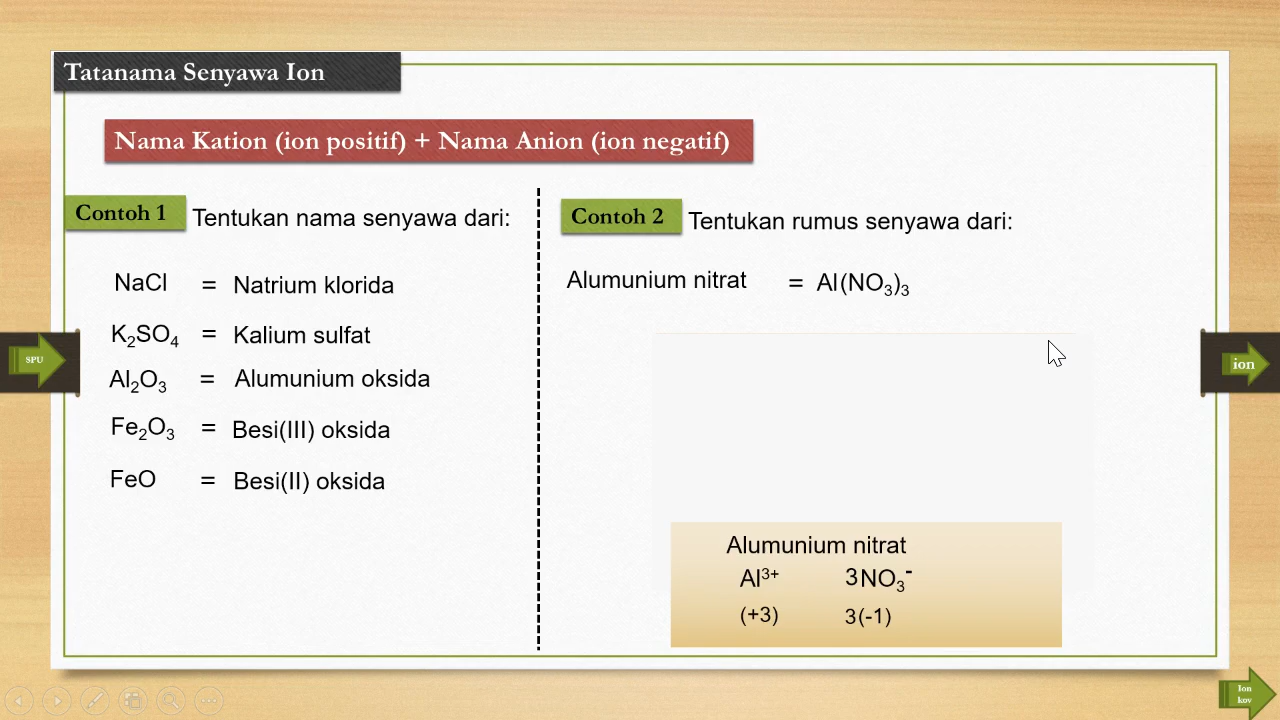 Tatanama Senyawa Ion
Nama Kation (ion positif) + Nama Anion (ion negatif)
Contoh 1 Tentukan nama senyawa dari:
NaCl = Natrium klorida
K₂SO₄ = Kalium sulfat
Al₂O₃ = Alumunium oksida
Fe₂O₃ = Besi(III) oksida
FeO = Besi(II) oksida
Contoh 2 Tentukan rumus senyawa dari:
Alumunium nitrat = Al(NO₃)₃
Alumunium nitrat
Al³⁺ 3NO₃⁻
(+3) 3(-1)
SPU
ion
Ion
kov